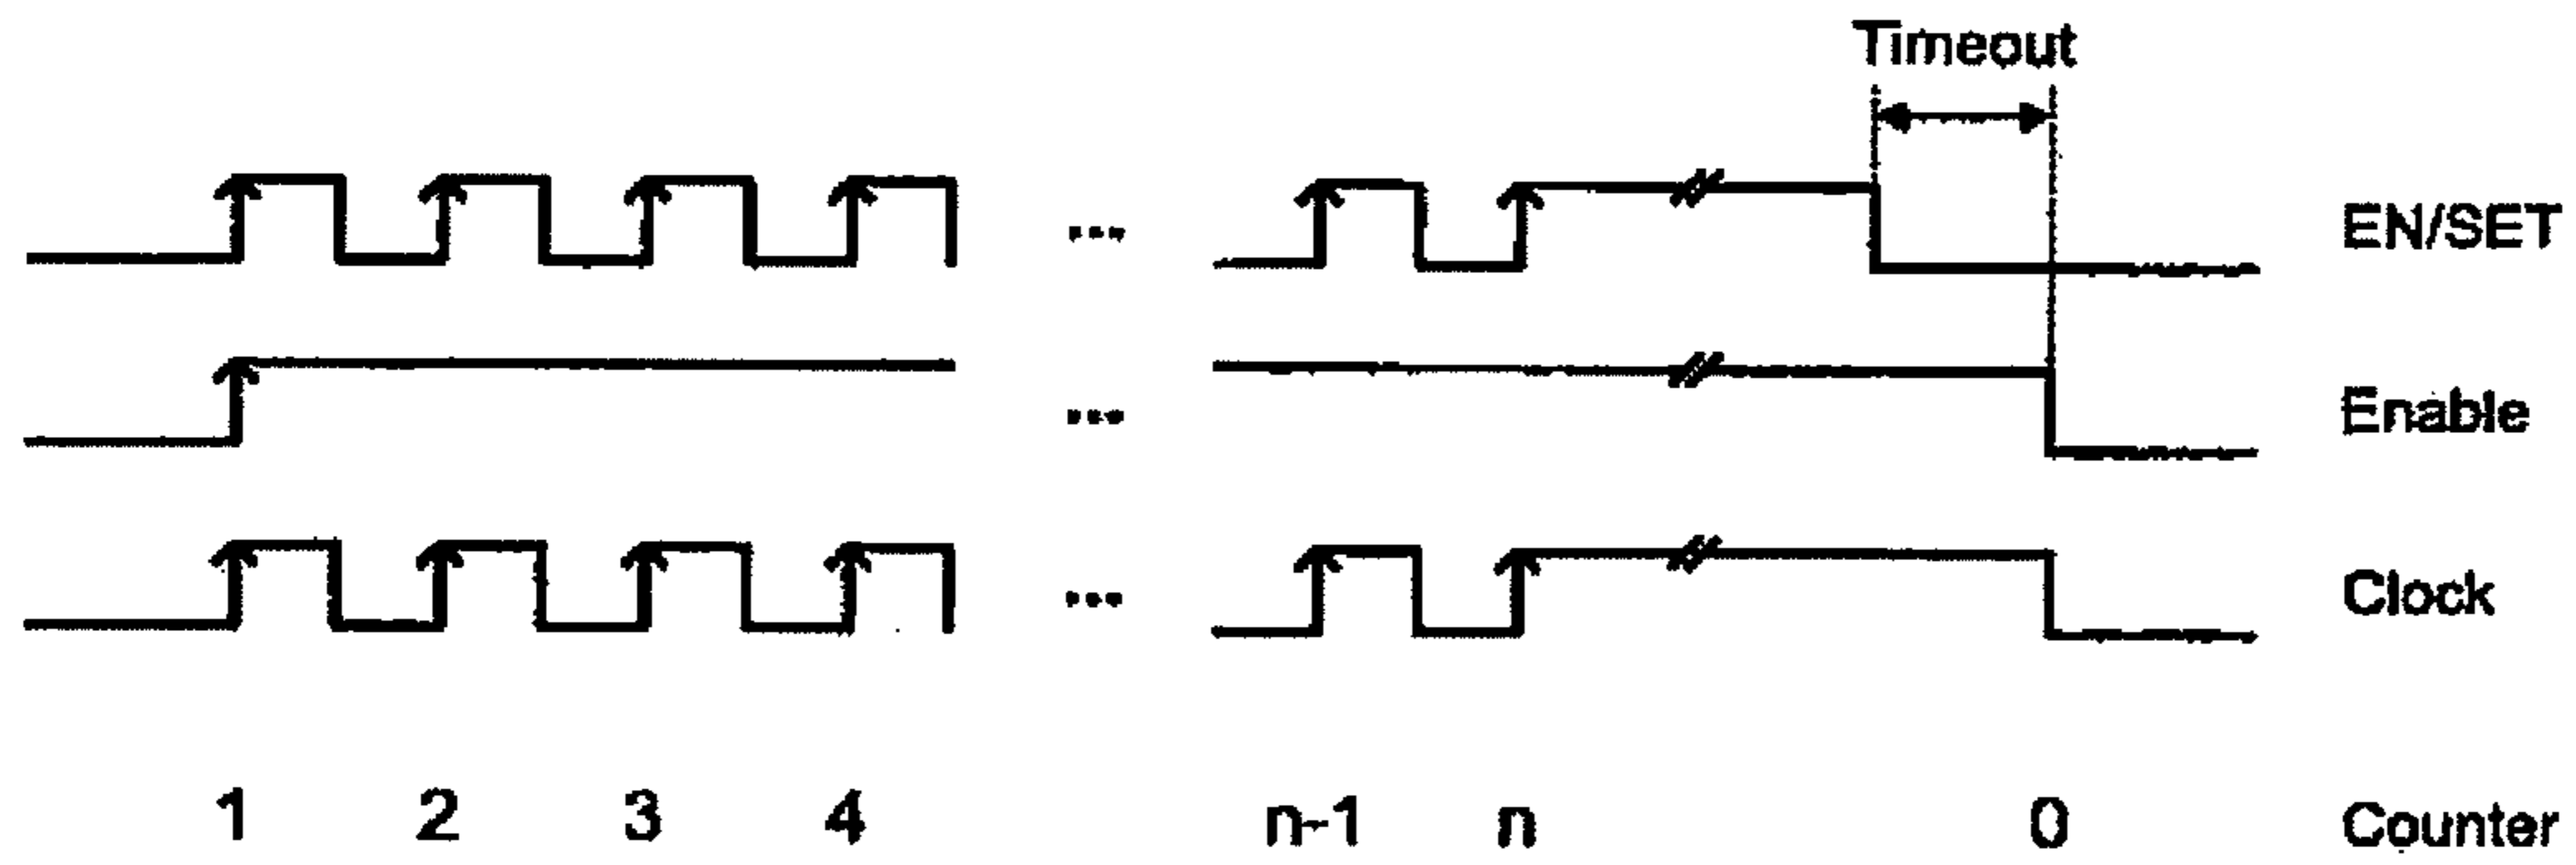 Timeout
... EN/SET
... Enable
... Clock
1 2 3 4 n-1 n 0 Counter